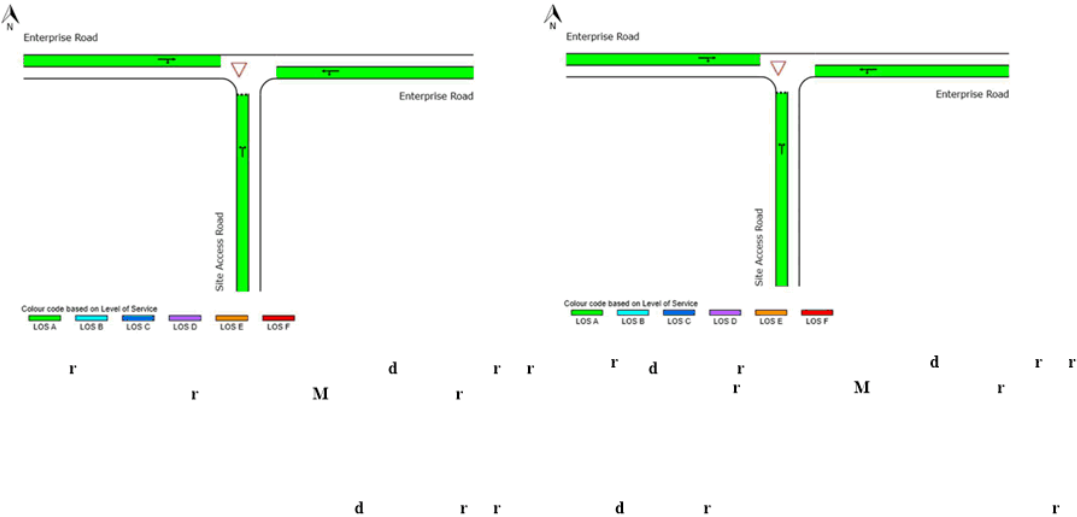 N
Enterprise Road
Enterprise Road
Site Access Road
Colour code based on Level of Service
LOS A LOS B LOS C LOS D LOS E LOS F
N
Enterprise Road
Enterprise Road
Site Access Road
Colour code based on Level of Service
LOS A LOS B LOS C LOS D LOS E LOS F
r d r r r d r d r r
r M r r M r
d r r d r r